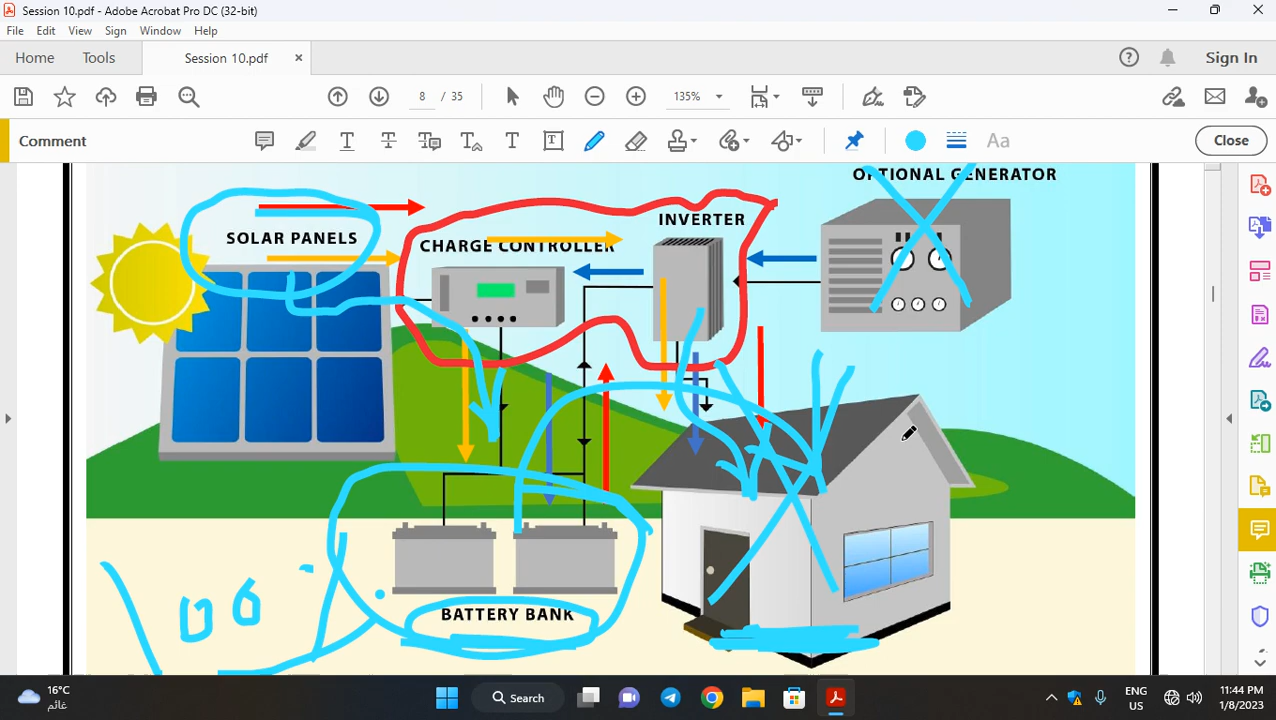 Session 10.pdf - Adobe Acrobat Pro DC (32-bit)
File Edit View Sign Window Help
Home Tools Session 10.pdf × Sign In
8 / 35 135%
Comment Aa Close
OPTIONAL GENERATOR
INVERTER
SOLAR PANELS
CHARGE CONTROLLER
BATTERY BANK
16°C
غائم
Search
ENG
US
11:44 PM
1/8/2023